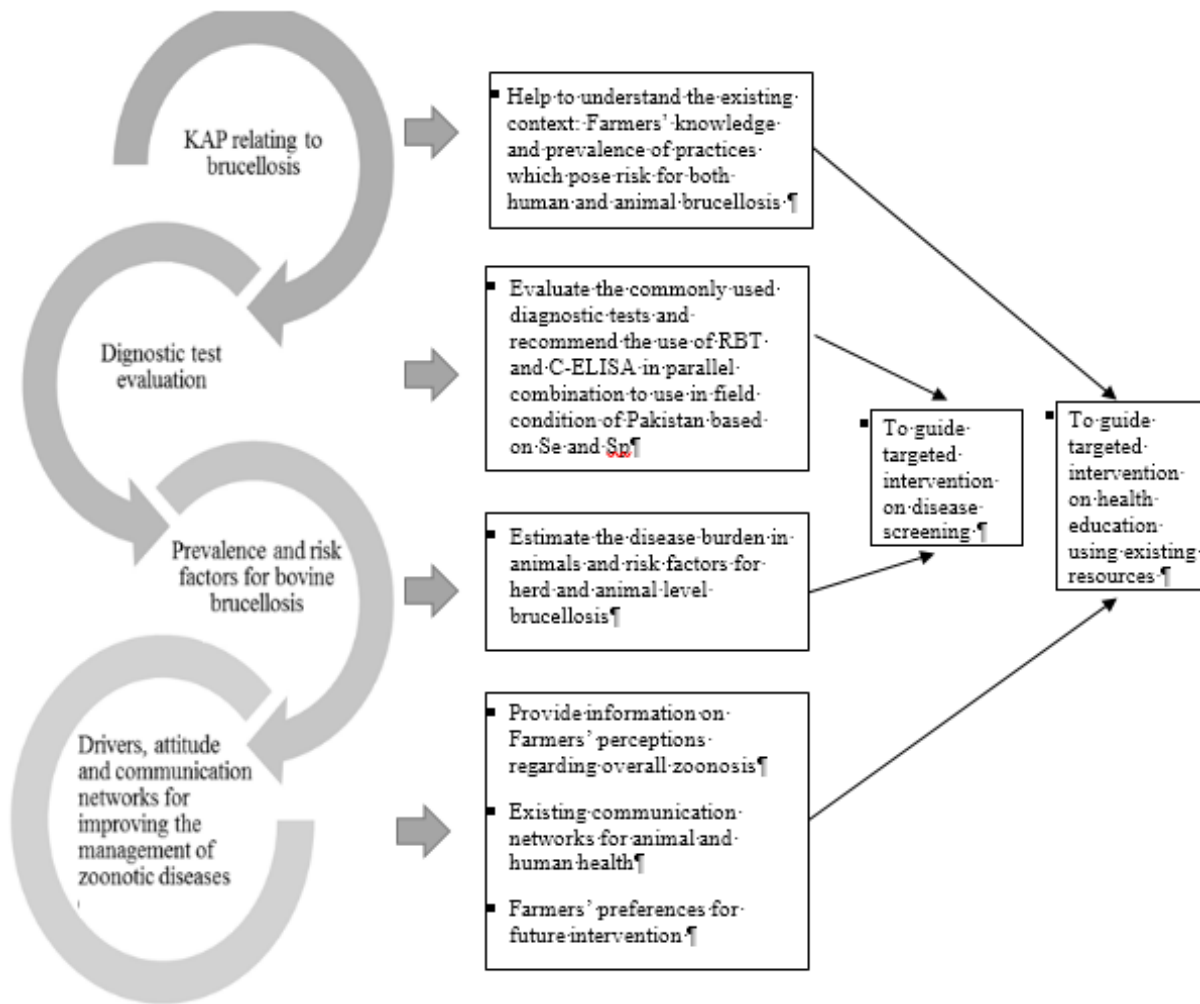 KAP relating to
brucellosis
▪ Help·to·understand·the·existing·
context:·Farmers’·knowledge·
and·prevalence·of·practices·
which·pose·risk·for·both·
human·and·animal·brucellosis·¶
Dignostic test
evaluation
▪ Evaluate·the·commonly·used·
diagnostic·tests·and·
recommend·the·use·of·RBT·
and·C-ELISA·in·parallel·
combination·to·use·in·field·
condition·of·Pakistan·based·
on·Se·and·Sp¶
Prevalence and risk
factors for bovine
brucellosis
▪ Estimate·the·disease·burden·in·
animals·and·risk·factors·for·
herd·and·animal·level·
brucellosis¶
Drivers, attitude
and communication
networks for
improving the
management of
zoonotic diseases
▪ Provide·information·on·
Farmers’·perceptions·
regarding·overall·zoonosis¶
▪ Existing·communication·
networks·for·animal·and·
human·health¶
▪ Farmers’·preferences·for·
future·intervention·¶
▪ To·guide·
targeted·
intervention·
on·disease·
screening·¶
▪ To·guide·
targeted·
intervention·
on·health·
education·
using·existing·
resources·¶